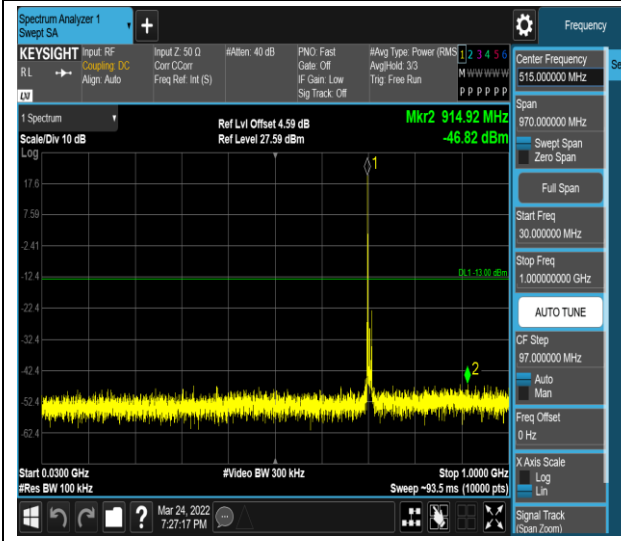 Spectrum Analyzer 1
Swept SA
+
Frequency
KEYSIGHT
RL
LXI
Input: RF
Coupling: DC
Align: Auto
Input Z: 50 Ω
Corr CCorr
Freq Ref: Int (S)
#Atten: 40 dB
PNO: Fast
Gate: Off
IF Gain: Low
Sig Track: Off
#Avg Type: Power (RMS
Avg|Hold: 3/3
Trig: Free Run
1 2 3 4 5 6
M W W W W W
P P P P P P
1 Spectrum
Scale/Div 10 dB
Log
Ref Lvl Offset 4.59 dB
Ref Level 27.59 dBm
Mkr2 914.92 MHz
-46.82 dBm
17.6
7.59
-2.41
-12.4
-22.4
-32.4
-42.4
-52.4
-62.4
1
DL1 -13.00 dBm
2
Start 0.0300 GHz
#Res BW 100 kHz
#Video BW 300 kHz
Stop 1.0000 GHz
Sweep ~93.5 ms (10000 pts)
?
Mar 24, 2022
7:27:17 PM
Center Frequency
515.000000 MHz
Se
Span
970.000000 MHz
Swept Span
Zero Span
Full Span
Start Freq
30.000000 MHz
Stop Freq
1.000000000 GHz
AUTO TUNE
CF Step
97.000000 MHz
Auto
Man
Freq Offset
0 Hz
X Axis Scale
Log
Lin
Signal Track
(Span Zoom)